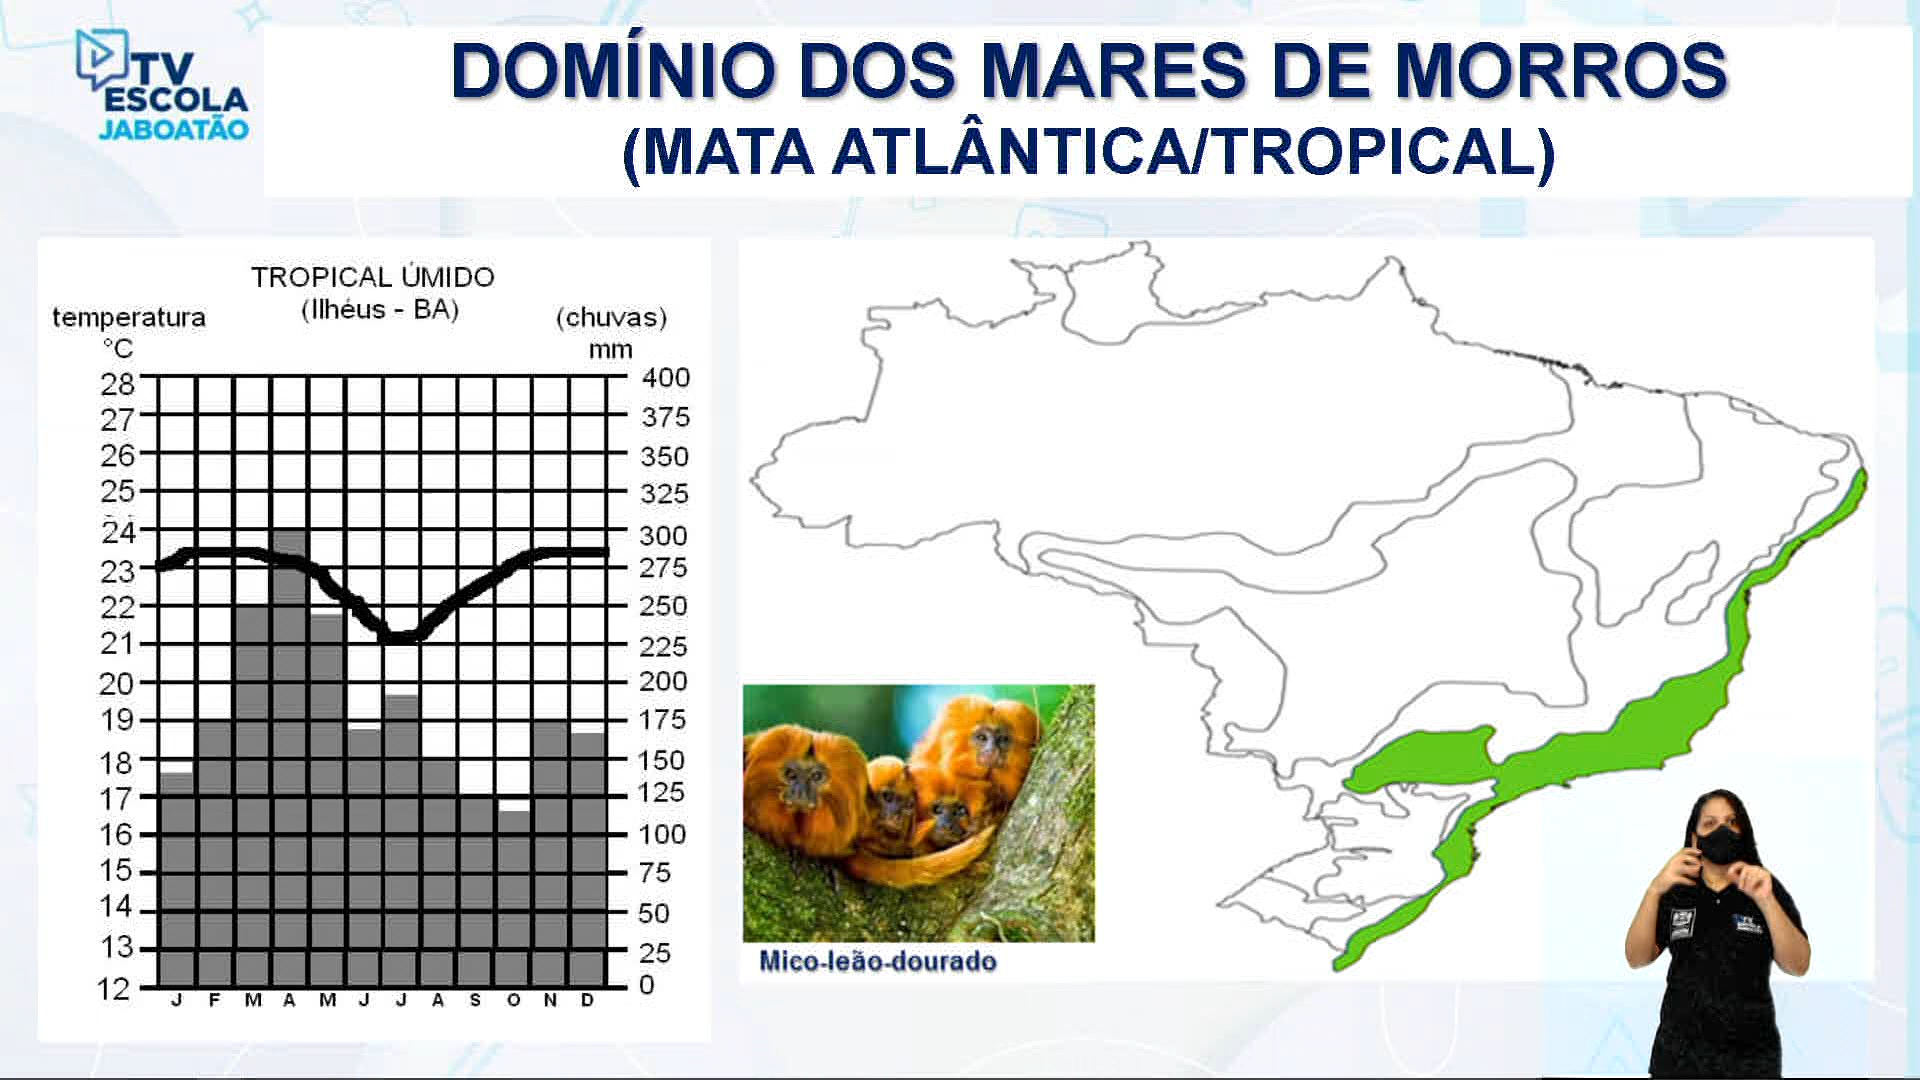 TV
ESCOLA
JABOATÃO
DOMÍNIO DOS MARES DE MORROS
(MATA ATLÂNTICA/TROPICAL)
TROPICAL ÚMIDO
(Ilhéus - BA)
temperatura
°C
(chuvas)
mm
28 400
27 375
26 350
25 325
24 300
23 275
22 250
21 225
20 200
19 175
18 150
17 125
16 100
15 75
14 50
13 25
12 0
J F M A M J J A S O N D
Mico-leão-dourado